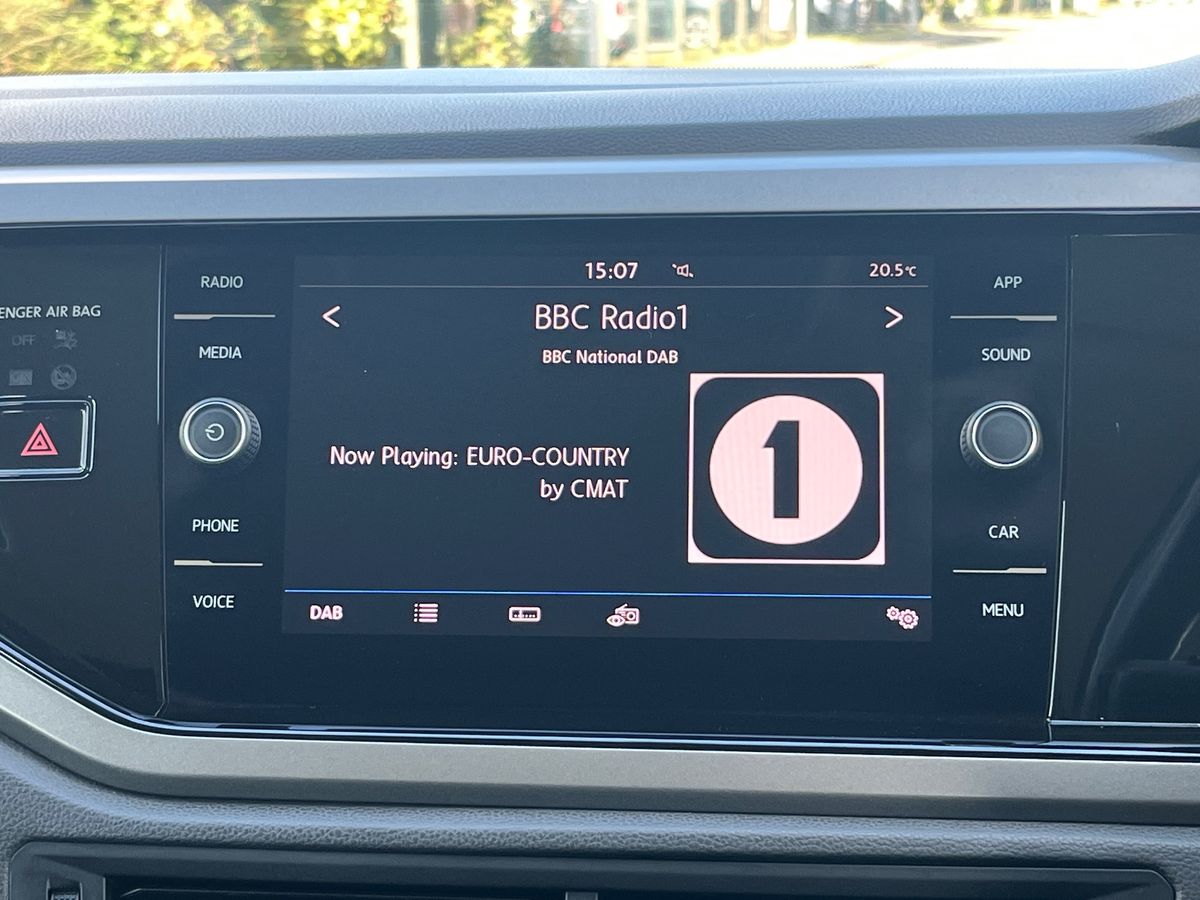 RADIO
MEDIA
PHONE
VOICE
ENGER AIR BAG
OFF
15:07 20.5°C
< BBC Radio1 >
BBC National DAB
Now Playing: EURO-COUNTRY
by CMAT
1
DAB
APP
SOUND
CAR
MENU